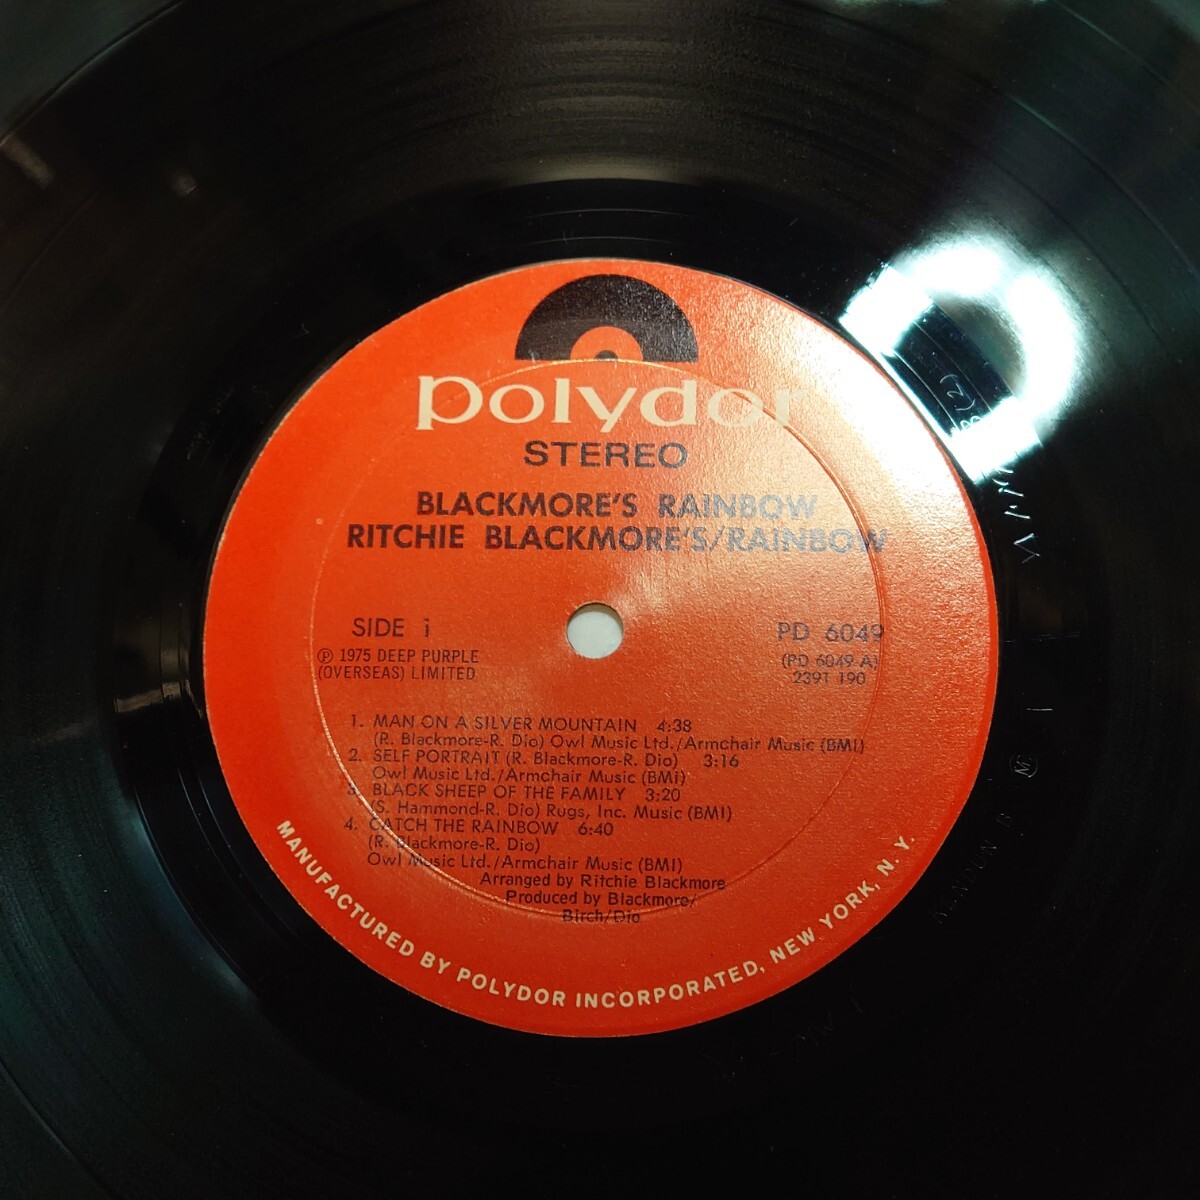 polydor
STEREO
BLACKMORE'S RAINBOW
RITCHIE BLACKMORE'S/RAINBOW
SIDE i
PD 6049
Ⓟ 1975 DEEP PURPLE
(OVERSEAS) LIMITED
(PD 6049 A)
2391 190
1. MAN ON A SILVER MOUNTAIN 4:38
(R. Blackmore-R. Dio) Owl Music Ltd./Armchair Music (BMI)
2. SELF PORTRAIT (R. Blackmore-R. Dio) 3:16
Owl Music Ltd./Armchair Music (BMi)
3. BLACK SHEEP OF THE FAMILY 3:20
(S. Hammond-R. Dio) Rugs, Inc. Music (BMI)
4. CATCH THE RAINBOW 6:40
(R. Blackmore-R. Dio)
Owl Music Ltd./Armchair Music (BMI)
Arranged by Ritchie Blackmore
Produced by Blackmore/
Birch/Dio
MANUFACTURED BY POLYDOR INCORPORATED, NEW YORK, N. Y.